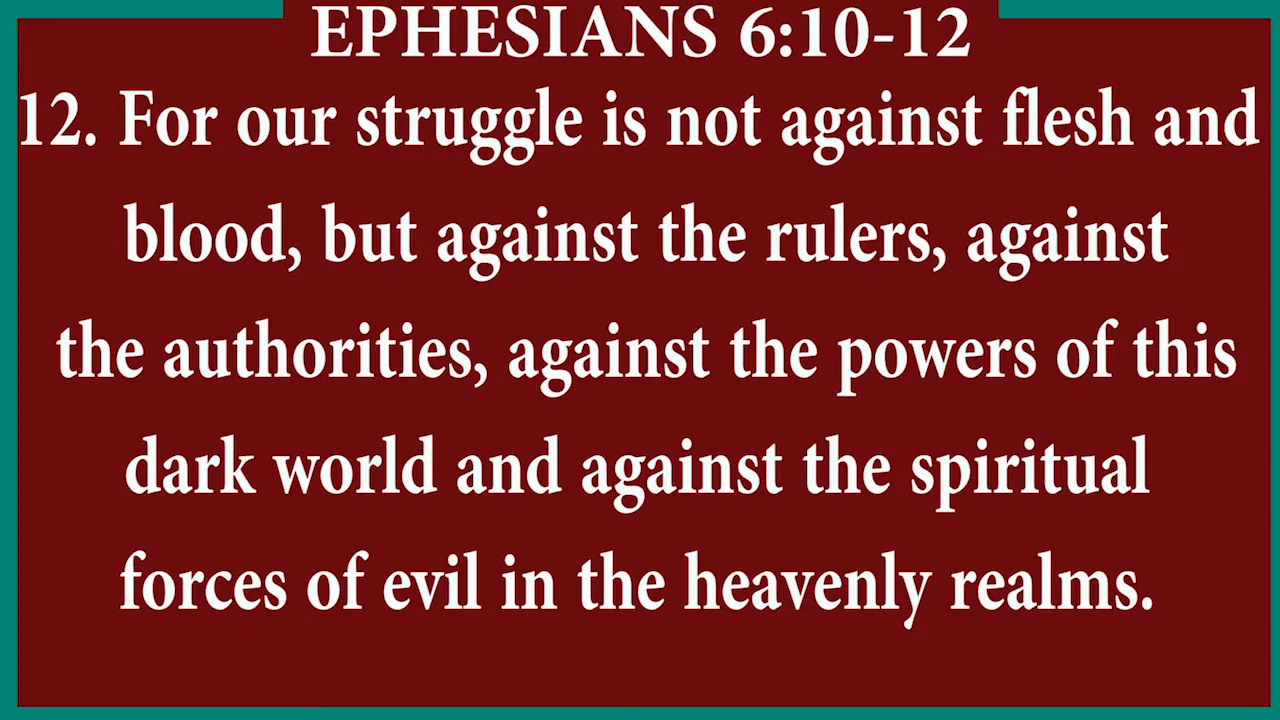 EPHESIANS 6:10-12
12. For our struggle is not against flesh and
blood, but against the rulers, against
the authorities, against the powers of this
dark world and against the spiritual
forces of evil in the heavenly realms.